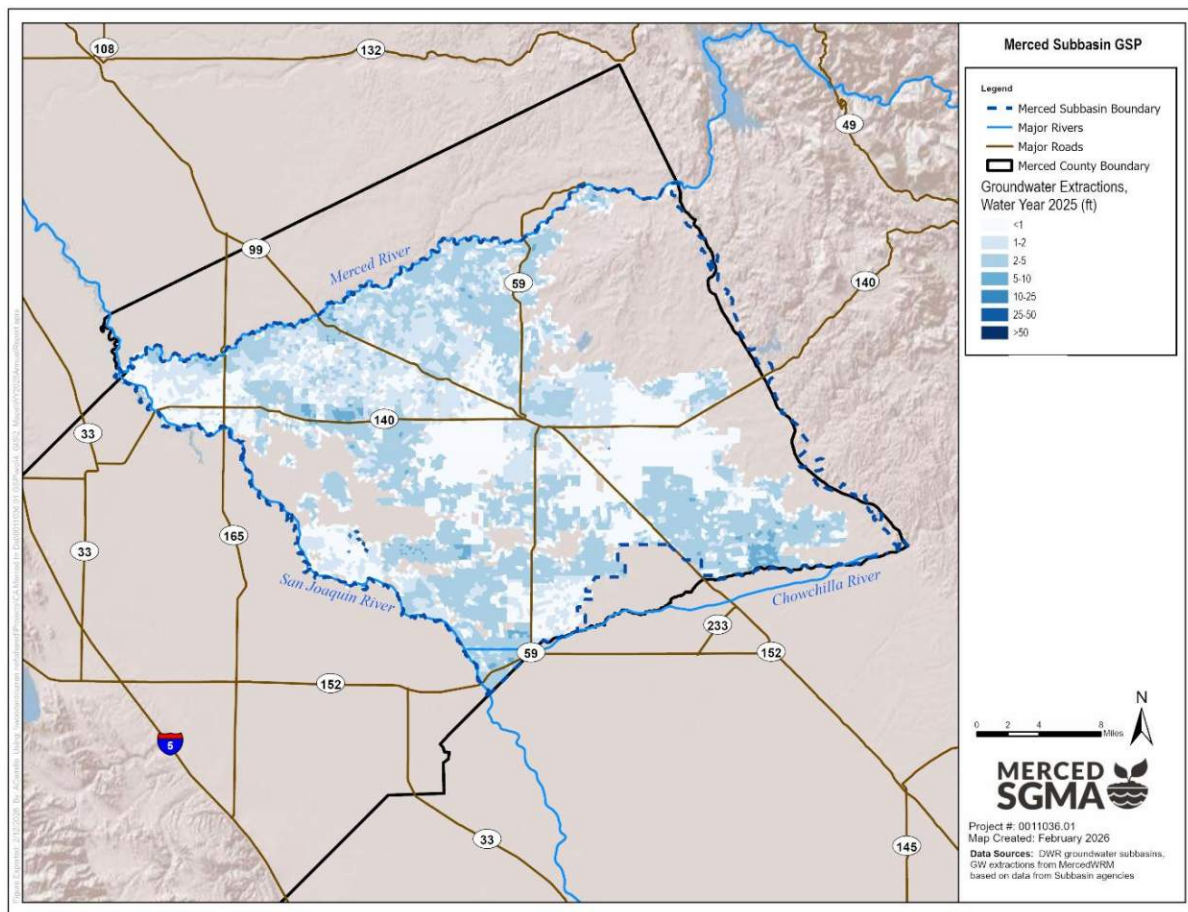 Merced Subbasin GSP
Legend
Merced Subbasin Boundary
Major Rivers
Major Roads
Merced County Boundary
Groundwater Extractions,
Water Year 2025 (ft)
<1
1-2
2-5
5-10
10-25
25-50
>50
108
132
49
99
Merced River
59
140
140
33
165
33
San Joaquin River
Chowchilla River
233
59
152
152
5
33
145
N
0 2 4 8
Miles
MERCED
SGMA
Project #: 0011036.01
Map Created: February 2026
Data Sources: DWR groundwater subbasins,
GW extractions from MercedWRM
based on data from Subbasin agencies